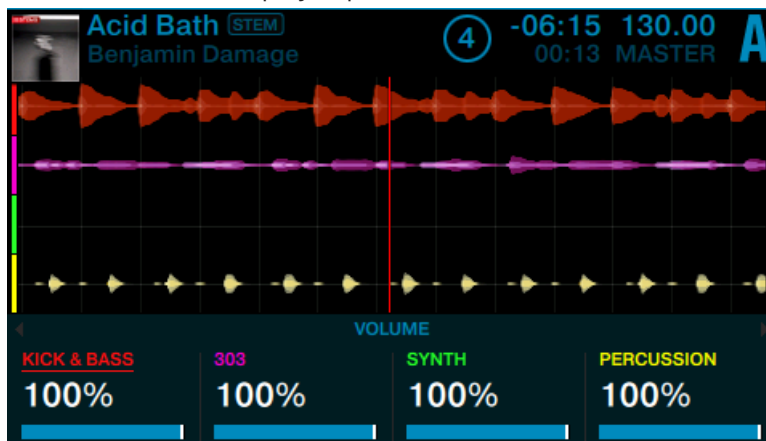 Acid Bath STEM
Benjamin Damage
4
-06:15 130.00
00:13 MASTER
A
VOLUME
KICK & BASS 303 SYNTH PERCUSSION
100% 100% 100% 100%